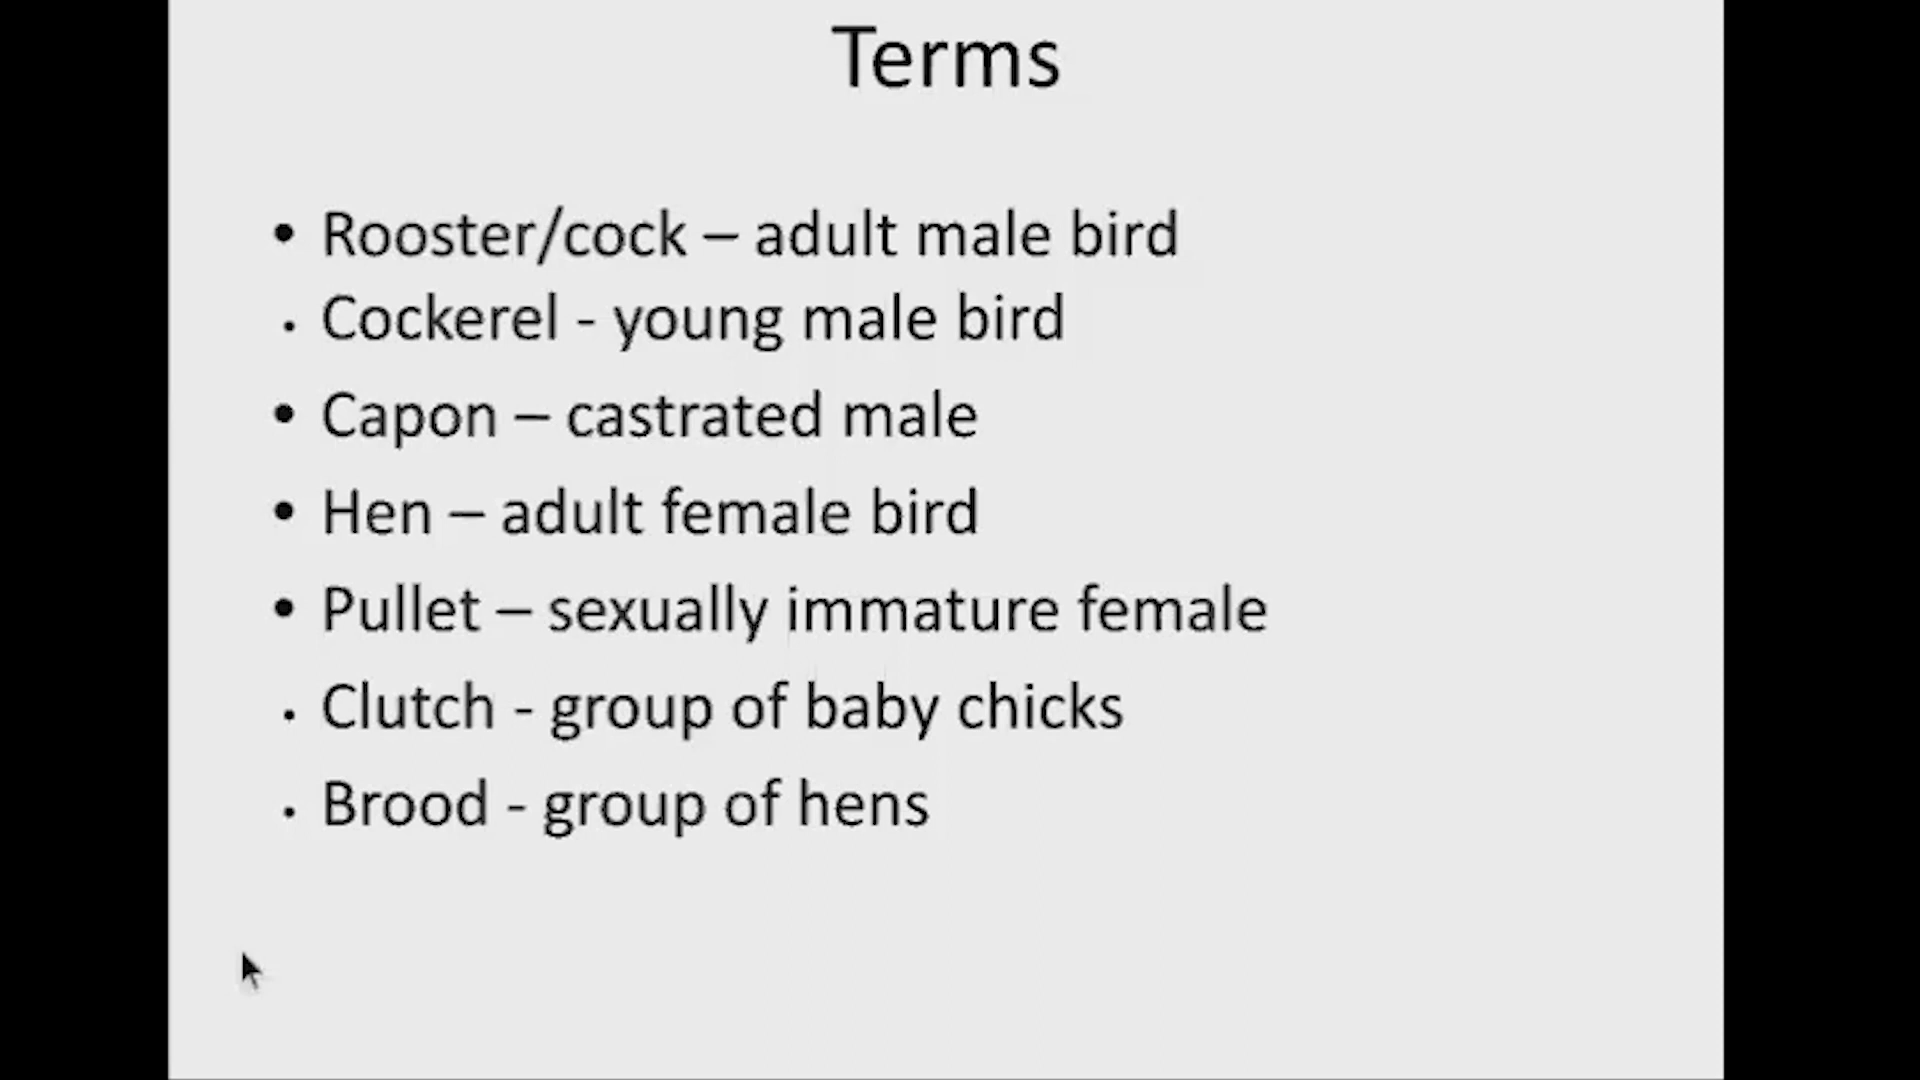 Terms
• Rooster/cock – adult male bird
• Cockerel - young male bird
• Capon – castrated male
• Hen – adult female bird
• Pullet – sexually immature female
• Clutch - group of baby chicks
• Brood - group of hens